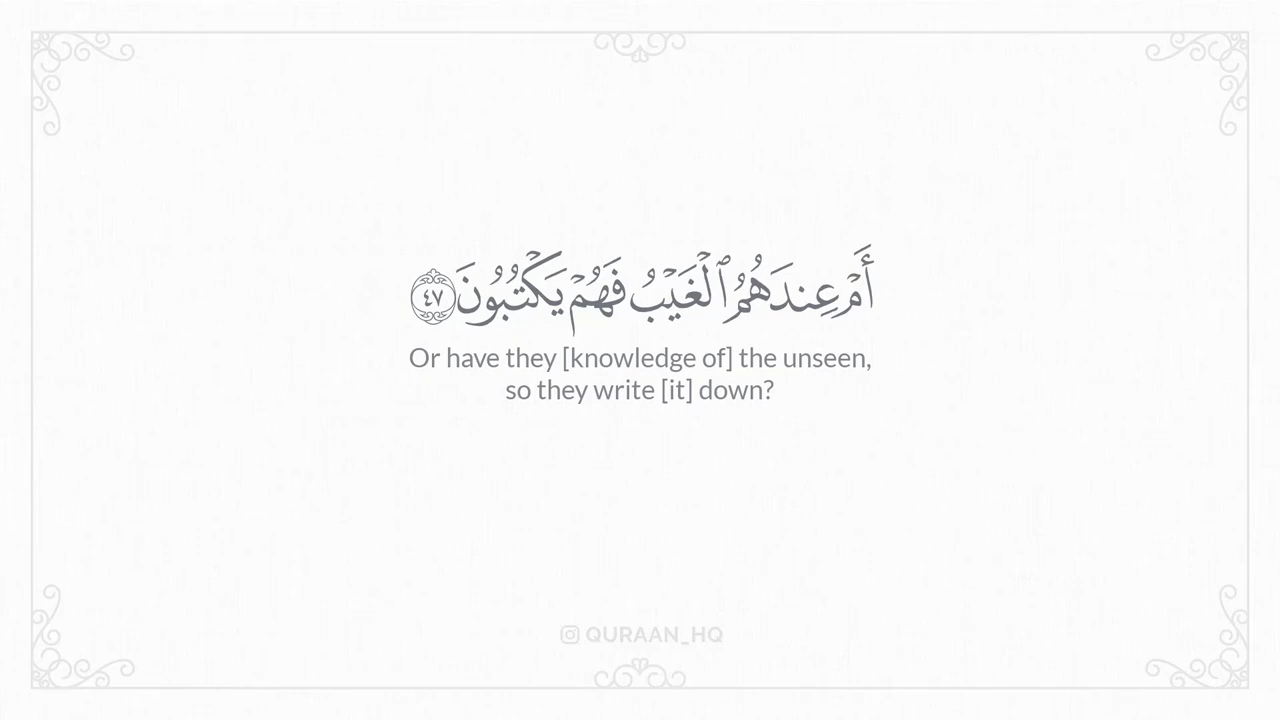 أَمْ عِندَهُمُ ٱلْغَيْبُ فَهُمْ يَكْتُبُونَ ٤٧
Or have they [knowledge of] the unseen,
so they write [it] down?
QURAAN_HQ